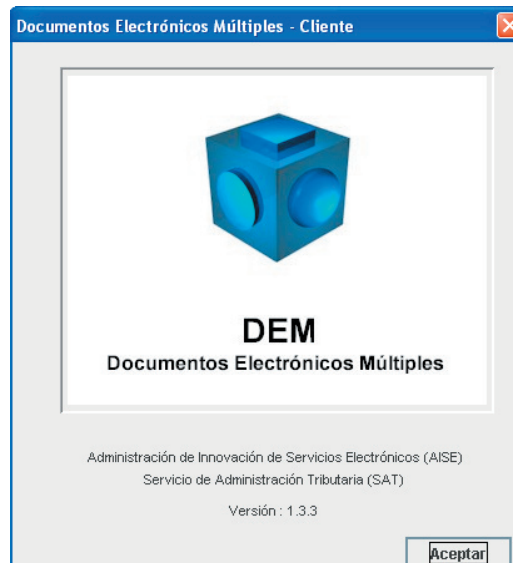 Documentos Electrónicos Múltiples - Cliente
DEM
Documentos Electrónicos Múltiples
Administración de Innovación de Servicios Electrónicos (AISE)
Servicio de Administración Tributaria (SAT)
Versión : 1.3.3
Aceptar